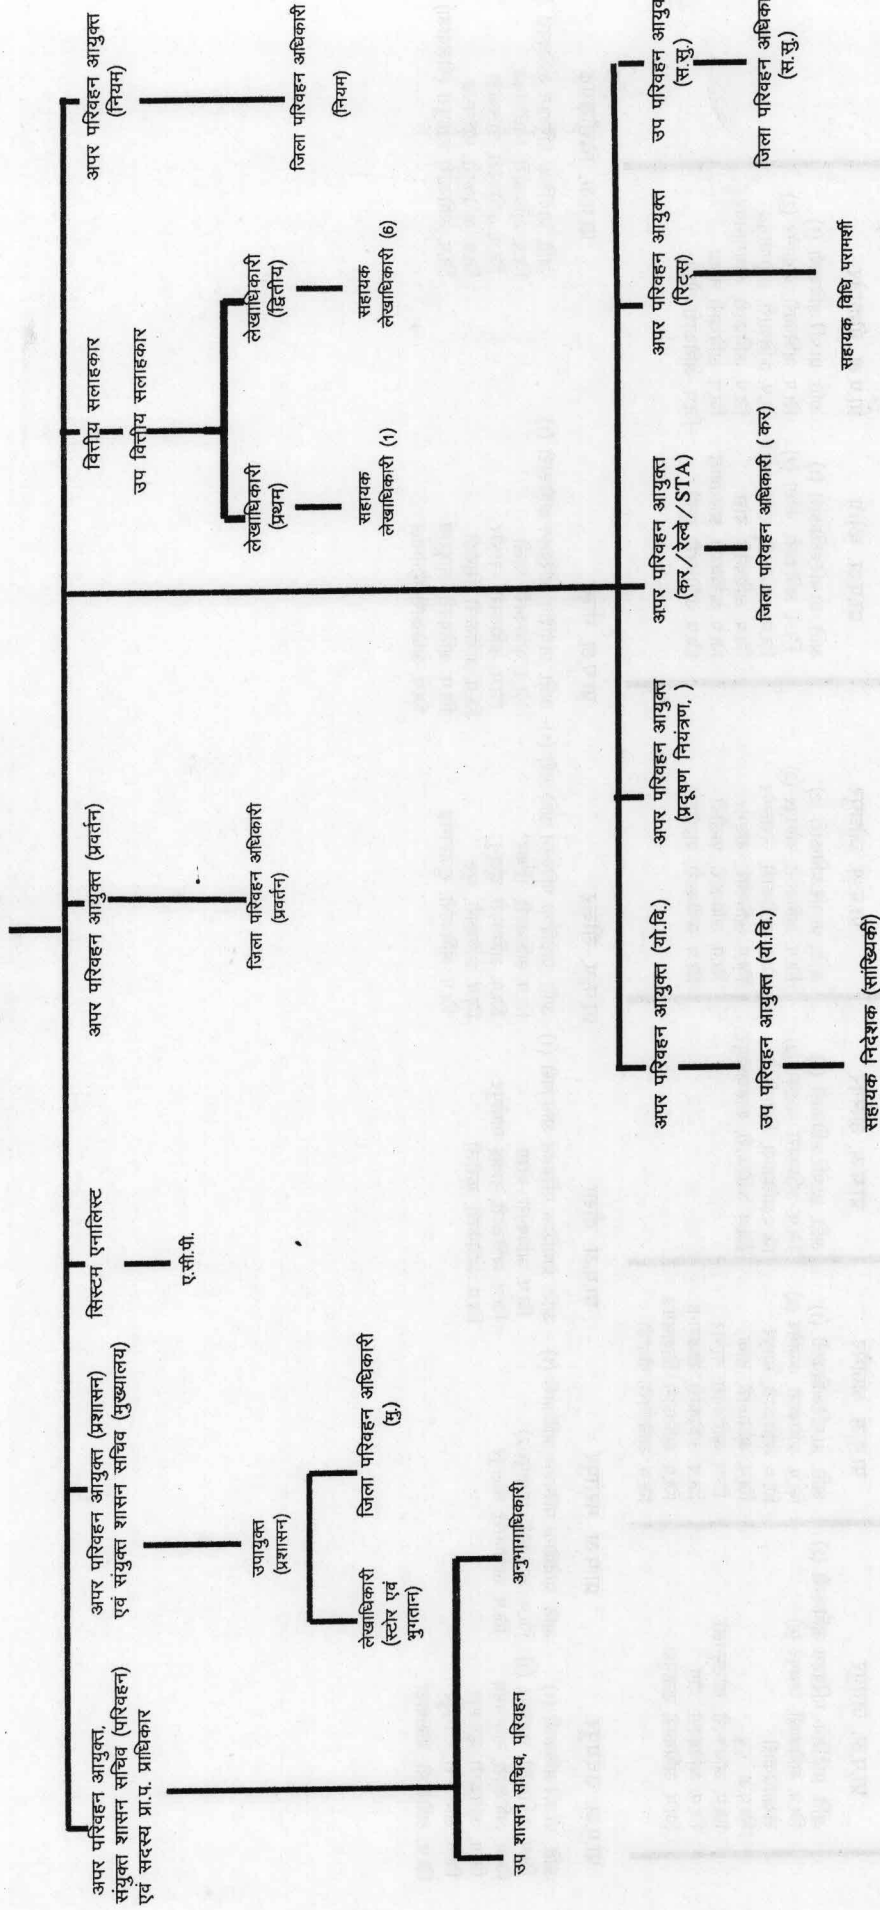 अपर परिवहन आयुक्त,
संयुक्त शासन सचिव (परिवहन)
एवं सदस्य प्रा.प. प्राधिकार
उप शासन सचिव, परिवहन
अनुभागाधिकारी
अपर परिवहन आयुक्त (प्रशासन)
एवं संयुक्त शासन सचिव (मुख्यालय)
उपायुक्त
(प्रशासन)
लेखाधिकारी
(स्टोर एवं
भुगतान)
जिला परिवहन अधिकारी
(मु.)
सिस्टम एनालिस्ट
ए.सी.पी.
अपर परिवहन आयुक्त (प्रवर्तन)
जिला परिवहन अधिकारी
(प्रवर्तन)
वित्तीय सलाहकार
उप वित्तीय सलाहकार
लेखाधिकारी
(प्रथम)
सहायक
लेखाधिकारी (1)
लेखाधिकारी
(द्वितीय)
सहायक
लेखाधिकारी (6)
अपर परिवहन आयुक्त
(नियम)
जिला परिवहन अधिकारी
(नियम)
अपर परिवहन आयुक्त (यो.वि.)
उप परिवहन आयुक्त (यो.वि.)
सहायक निदेशक (सांख्यिकी)
अपर परिवहन आयुक्त
(प्रदूषण नियंत्रण, )
अपर परिवहन आयुक्त
(कर/रेल्वे/STA)
जिला परिवहन अधिकारी (कर)
अपर परिवहन आयुक्त
(रिट्स)
सहायक विधि परामर्शी
उप परिवहन आयुक्त
(स.सु.)
जिला परिवहन अधिका
(स.सु.)